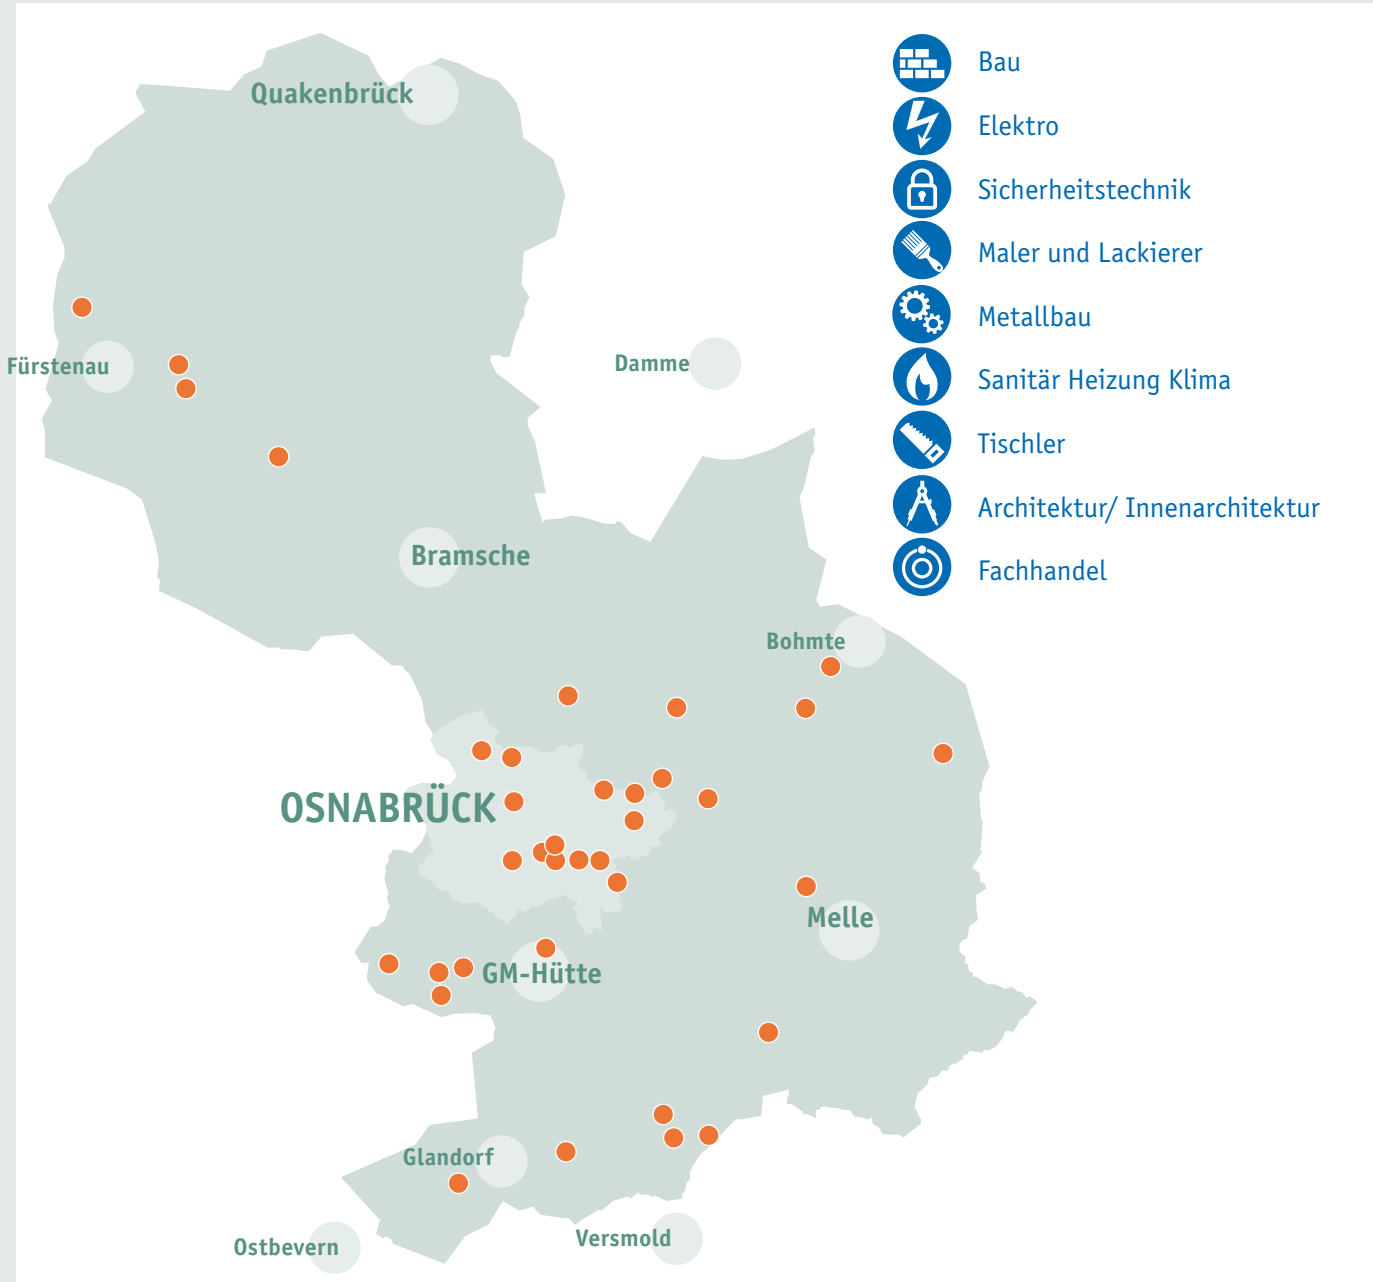 Quakenbrück
Fürstenau
Damme
Bramsche
Bohmte
OSNABRÜCK
Melle
GM-Hütte
Glandorf
Ostbevern
Versmold
Bau
Elektro
Sicherheitstechnik
Maler und Lackierer
Metallbau
Sanitär Heizung Klima
Tischler
Architektur/ Innenarchitektur
Fachhandel